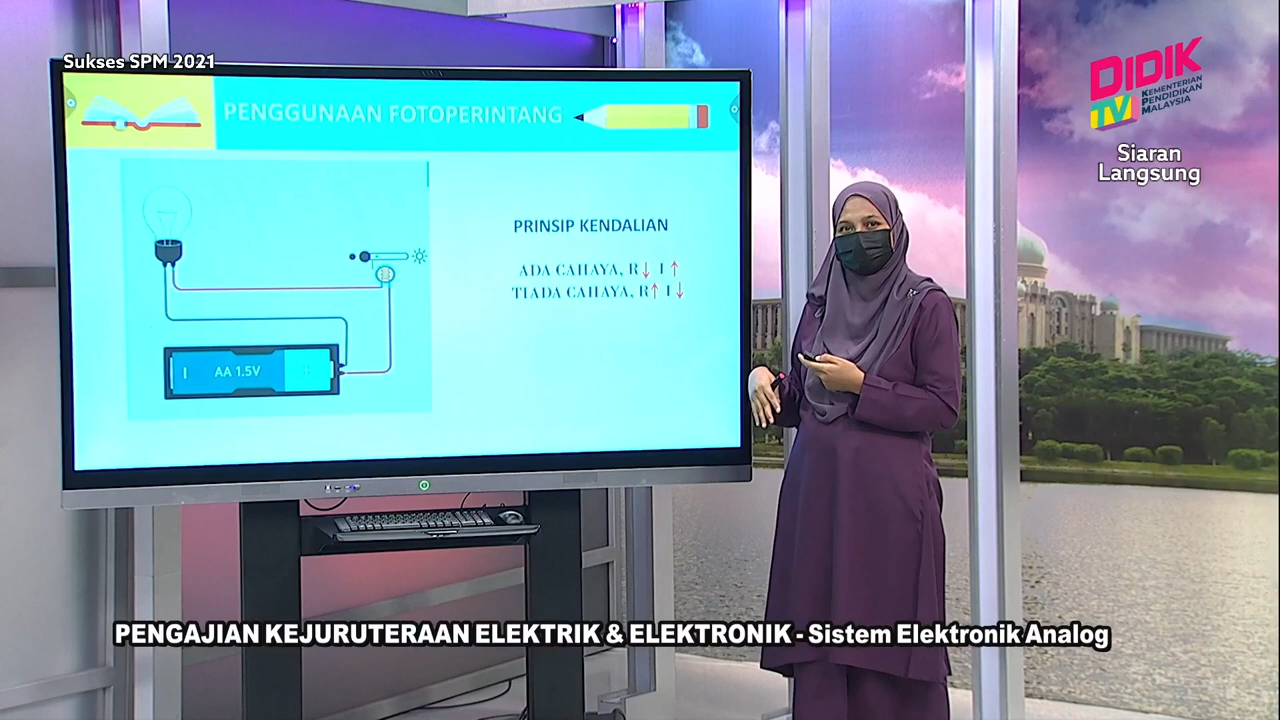 Sukses SPM 2021
PENGGUNAAN FOTOPERINTANG
PRINSIP KENDALIAN
ADA CAHAYA, R↓ I↑
TIADA CAHAYA, R↑ I↓
AA 1.5V
DIDIK
TV
KEMENTERIAN
PENDIDIKAN
MALAYSIA
Siaran
Langsung
PENGAJIAN KEJURUTERAAN ELEKTRIK & ELEKTRONIK - Sistem Elektronik Analog